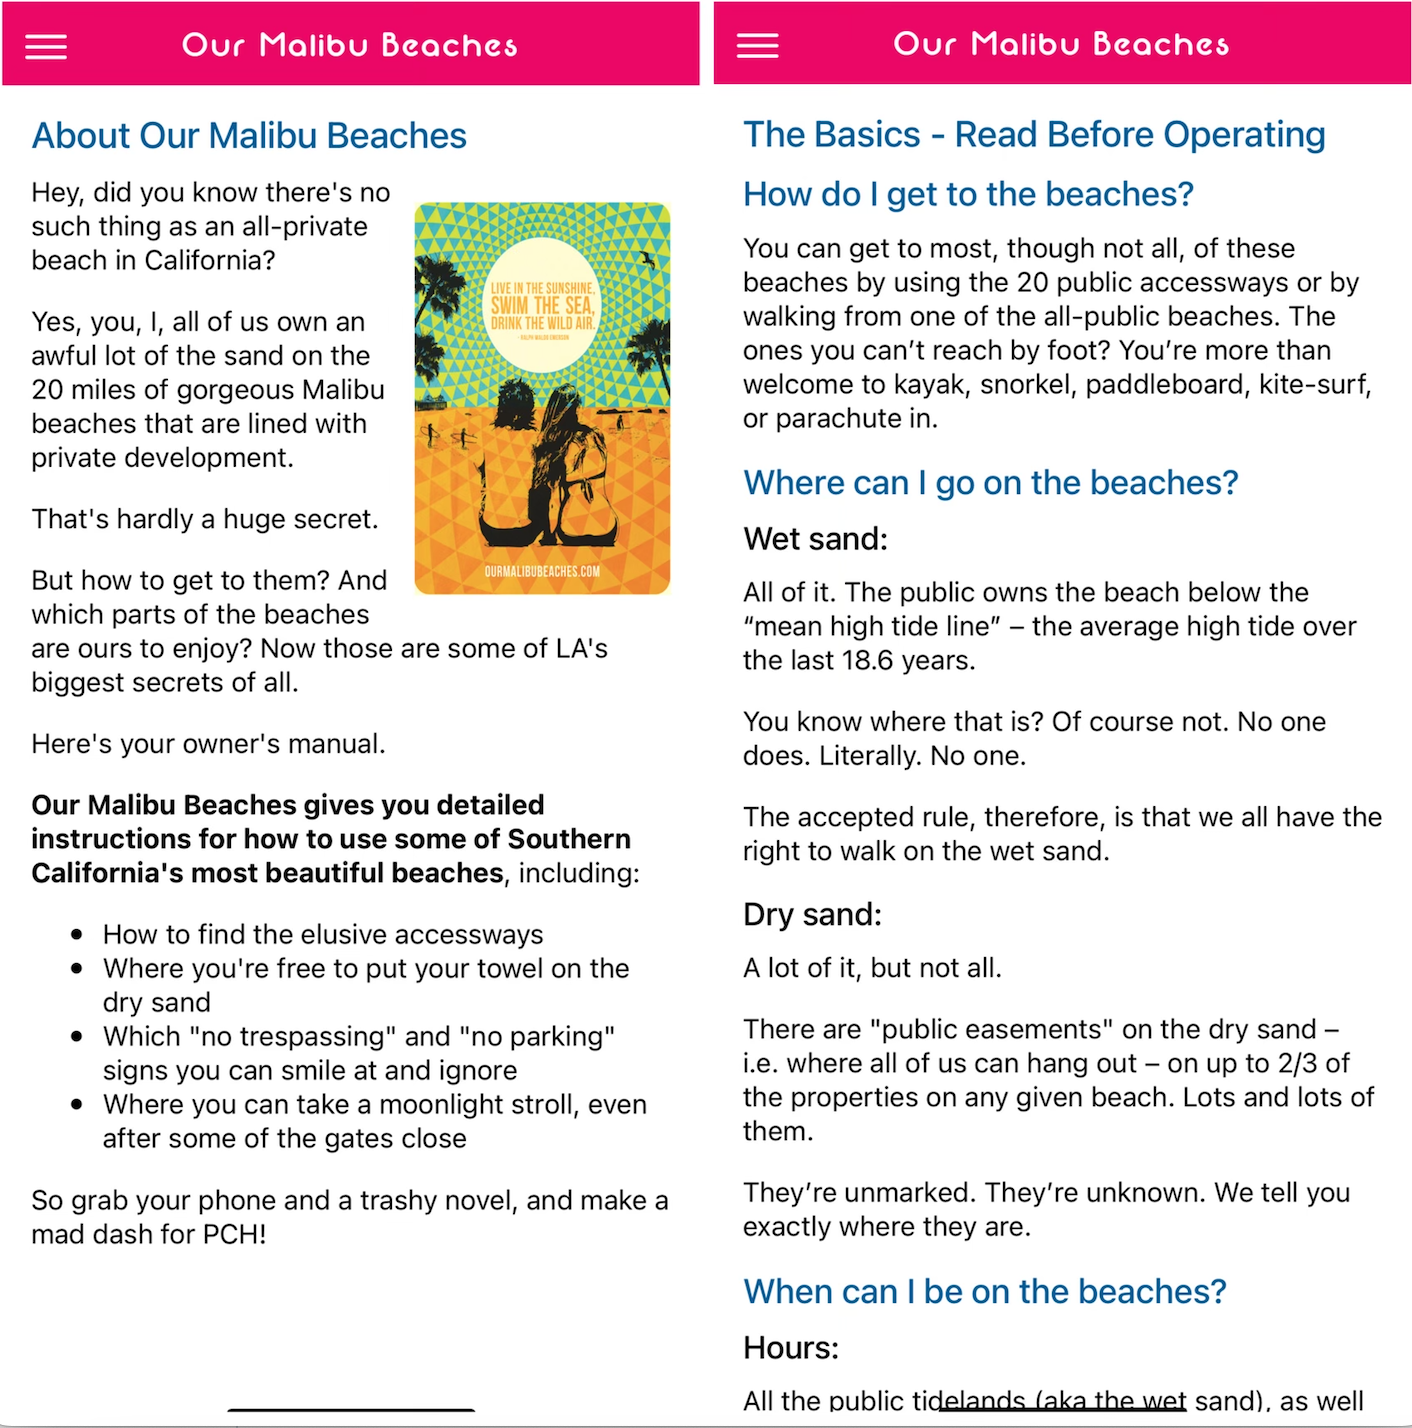 Our Malibu Beaches
About Our Malibu Beaches
Hey, did you know there's no
such thing as an all-private
beach in California?
Yes, you, I, all of us own an
awful lot of the sand on the
20 miles of gorgeous Malibu
beaches that are lined with
private development.
That's hardly a huge secret.
But how to get to them? And
which parts of the beaches
are ours to enjoy? Now those are some of LA's
biggest secrets of all.
LIVE IN THE SUNSHINE,
SWIM THE SEA,
DRINK THE WILD AIR.
- RALPH WALDO EMERSON
OURMALIBUBEACHES.COM
Here's your owner's manual.
Our Malibu Beaches gives you detailed
instructions for how to use some of Southern
California's most beautiful beaches, including:
• How to find the elusive accessways
• Where you're free to put your towel on the
dry sand
• Which "no trespassing" and "no parking"
signs you can smile at and ignore
• Where you can take a moonlight stroll, even
after some of the gates close
So grab your phone and a trashy novel, and make a
mad dash for PCH!
Our Malibu Beaches
The Basics - Read Before Operating
How do I get to the beaches?
You can get to most, though not all, of these
beaches by using the 20 public accessways or by
walking from one of the all-public beaches. The
ones you can’t reach by foot? You’re more than
welcome to kayak, snorkel, paddleboard, kite-surf,
or parachute in.
Where can I go on the beaches?
Wet sand:
All of it. The public owns the beach below the
“mean high tide line” – the average high tide over
the last 18.6 years.
You know where that is? Of course not. No one
does. Literally. No one.
The accepted rule, therefore, is that we all have the
right to walk on the wet sand.
Dry sand:
A lot of it, but not all.
There are "public easements" on the dry sand –
i.e. where all of us can hang out – on up to 2/3 of
the properties on any given beach. Lots and lots of
them.
They’re unmarked. They’re unknown. We tell you
exactly where they are.
When can I be on the beaches?
Hours:
All the public tidelands (aka the wet sand), as well